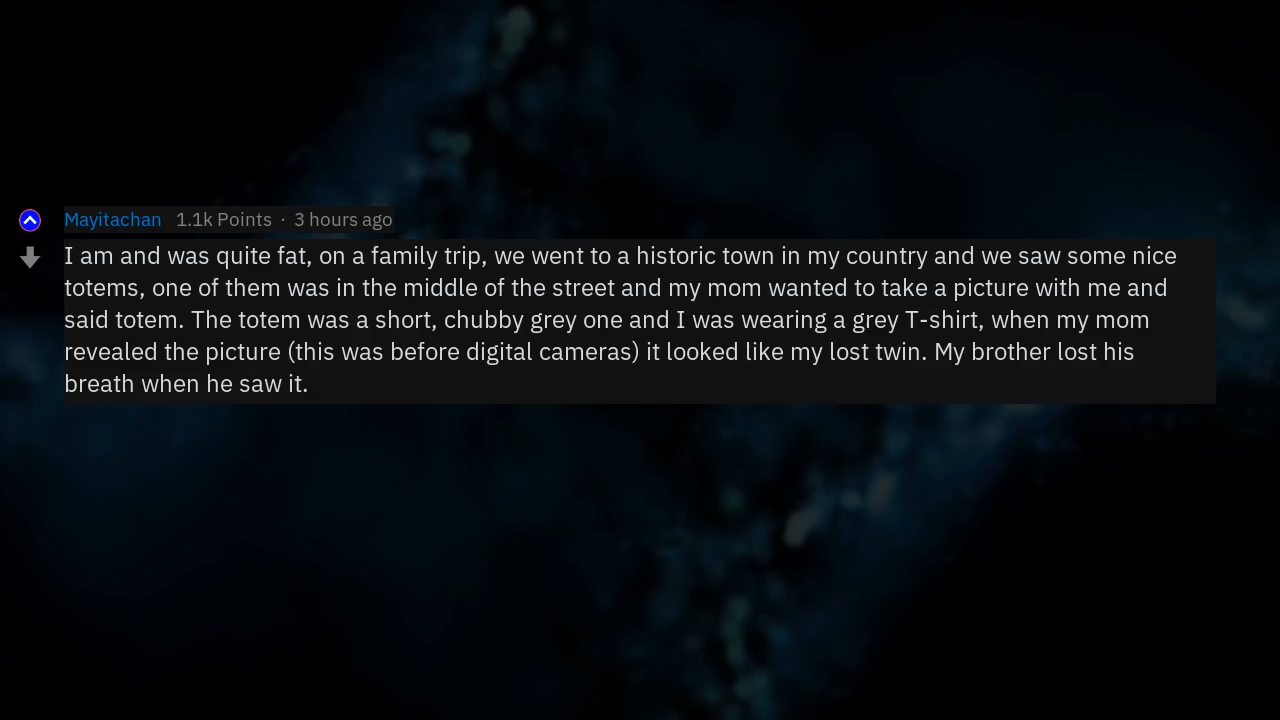 Mayitachan 1.1k Points · 3 hours ago
I am and was quite fat, on a family trip, we went to a historic town in my country and we saw some nice
totems, one of them was in the middle of the street and my mom wanted to take a picture with me and
said totem. The totem was a short, chubby grey one and I was wearing a grey T-shirt, when my mom
revealed the picture (this was before digital cameras) it looked like my lost twin. My brother lost his
breath when he saw it.